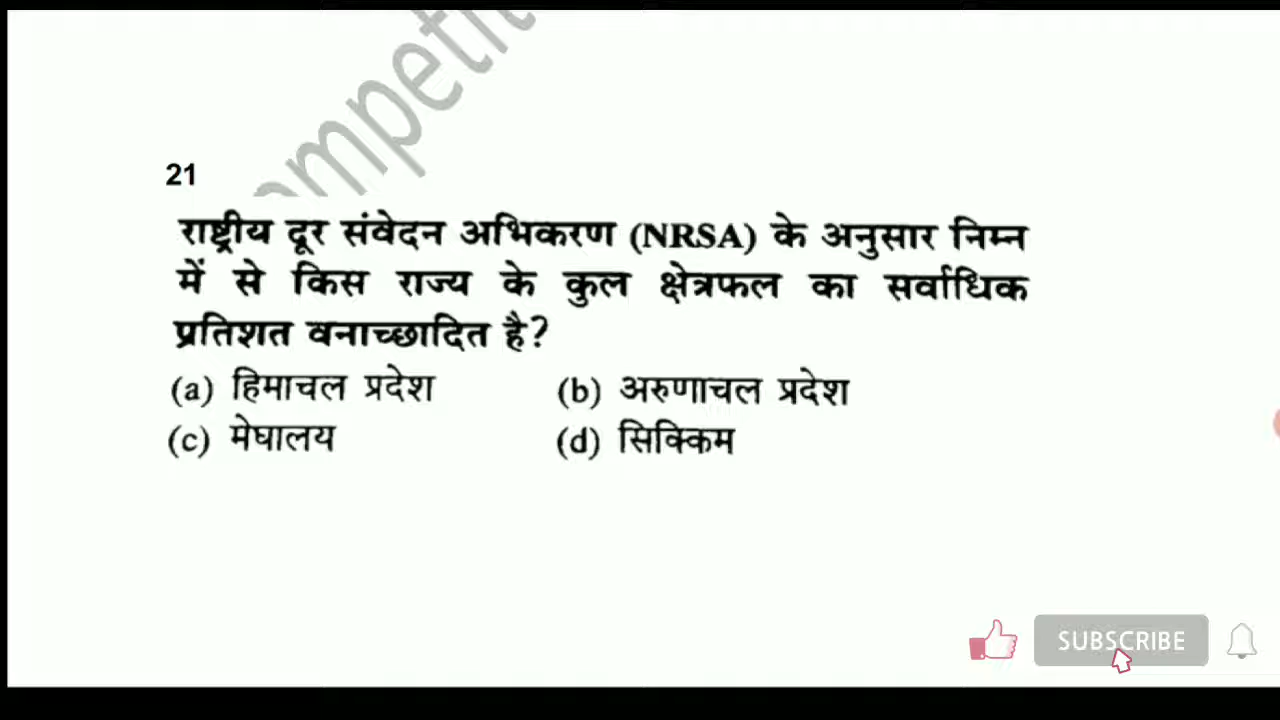 21
राष्ट्रीय दूर संवेदन अभिकरण (NRSA) के अनुसार निम्न
में से किस राज्य के कुल क्षेत्रफल का सर्वाधिक
प्रतिशत वनाच्छादित है?
(a) हिमाचल प्रदेश (b) अरुणाचल प्रदेश
(c) मेघालय (d) सिक्किम
SUBSCRIBE